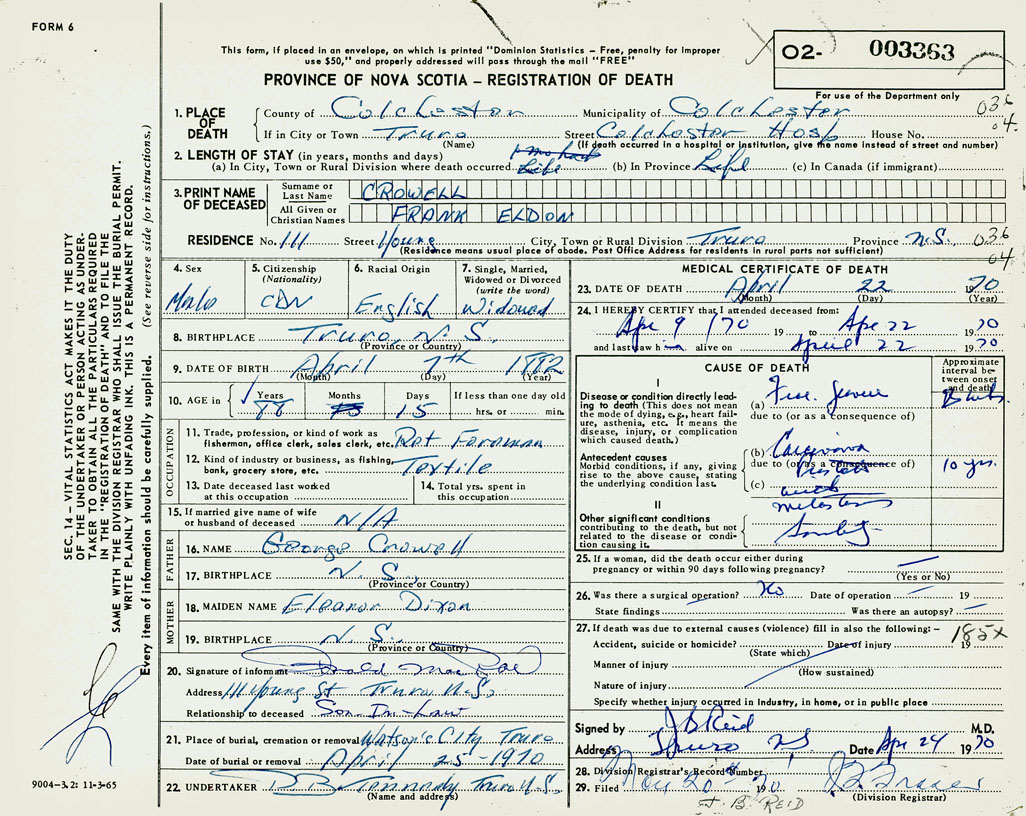 FORM 6
This form, if placed in an envelope, on which is printed "Dominion Statistics – Free, penalty for improper
use $50," and properly addressed will pass through the mail "FREE"
O2- 003363
PROVINCE OF NOVA SCOTIA – REGISTRATION OF DEATH
For use of the Department only
036
04.
1. PLACE OF DEATH
County of Colchester Municipality of Colchester
If in City or Town Truro Street Colchester Hosp House No.
(Name) (If death occurred in a hospital or institution, give the name instead of street and number)
2. LENGTH OF STAY (in years, months and days)
(a) In City, Town or Rural Division where death occurred Life (b) In Province Life (c) In Canada (if immigrant)
3. PRINT NAME OF DECEASED
Surname or Last Name CROWELL
All Given or Christian Names FRANK ELDON
RESIDENCE No. 111 Street Young City, Town or Rural Division Truro Province N.S.
036
04
(Residence means usual place of abode. Post Office Address for residents in rural parts not sufficient)
4. Sex Male
5. Citizenship (Nationality) CDN
6. Racial Origin English
7. Single, Married, Widowed or Divorced (write the word) Widowed
8. BIRTHPLACE Truro, N.S.
(Province or Country)
9. DATE OF BIRTH April 7th 1882
(Month) (Day) (Year)
10. AGE in Years 88 Months Days 15 If less than one day old hrs. or min.
OCCUPATION
11. Trade, profession, or kind of work as fisherman, office clerk, sales clerk, etc. Ret Foreman
12. Kind of industry or business, as fishing, bank, grocery store, etc. Textile
13. Date deceased last worked at this occupation
14. Total yrs. spent in this occupation
15. If married give name of wife or husband of deceased N/A
FATHER
16. NAME George Crowell
17. BIRTHPLACE N.S.
(Province or Country)
MOTHER
18. MAIDEN NAME Eleanor Dixon
19. BIRTHPLACE N.S.
(Province or Country)
20. Signature of informant Donald Mac Rae
Address 111 Young St Truro N.S.
Relationship to deceased Son-In-Law
21. Place of burial, cremation or removal Watson's City Truro
Date of burial or removal April 25-1970
22. UNDERTAKER Truro N.S.
(Name and address)
MEDICAL CERTIFICATE OF DEATH
23. DATE OF DEATH April 22 1970
(Month) (Day) (Year)
24. I HEREBY CERTIFY that I attended deceased from:
Apr 9 /70 19 to Apr 22 1970
and last saw him alive on April 22 1970
CAUSE OF DEATH
Approximate interval between onset and death
I
Disease or condition directly leading to death (This does not mean the mode of dying, e.g., heart failure, asthenia, etc. It means the disease, injury, or complication which caused death.)
(a)
due to (or as a consequence of)
Antecedent causes
Morbid conditions, if any, giving rise to the above cause, stating the underlying condition last.
(b) Carcinoma
due to (or as a consequence of)
Prostate 10 yrs.
(c) with
metastases
II
Other significant conditions contributing to the death, but not related to the disease or condition causing it. Senility
25. If a woman, did the death occur either during pregnancy or within 90 days following pregnancy?
(Yes or No)
26. Was there a surgical operation? No Date of operation 19
State findings Was there an autopsy?
27. If death was due to external causes (violence) fill in also the following:– 185X
Accident, suicide or homicide? Date of injury 19
(State which)
Manner of injury
(How sustained)
Nature of injury
Specify whether injury occurred in Industry, in home, or in public place
Signed by J B Reid M.D.
Address Truro NS Date Apr 24 1970
28. Division Registrar's Record Number
29. Filed May 20 1970
(Division Registrar)
J. B. REID
SEC. 14 – VITAL STATISTICS ACT MAKES IT THE DUTY
OF THE UNDERTAKER OR PERSON ACTING AS UNDER-
TAKER TO OBTAIN ALL THE PARTICULARS REQUIRED
IN THE "REGISTRATION OF DEATH" AND TO FILE THE
SAME WITH THE DIVISION REGISTRAR WHO SHALL ISSUE THE BURIAL PERMIT.
WRITE PLAINLY WITH UNFADING INK. THIS IS A PERMANENT RECORD.
Every item of information should be carefully supplied. (See reverse side for instructions.)
9004–3.2: 11-3-65